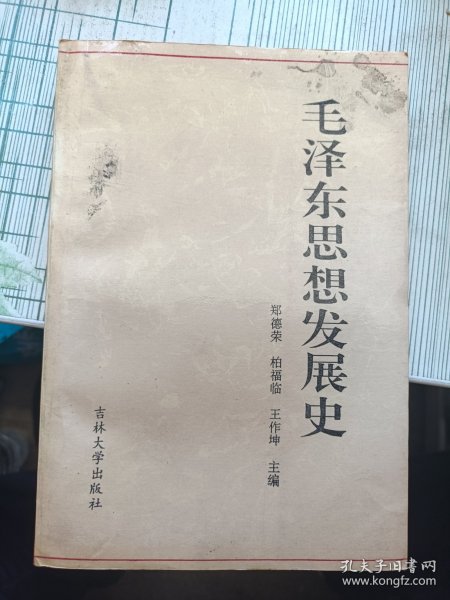 毛泽东思想发展史
郑德荣 柏福临 王作坤 主编
吉林大学出版社
孔夫子旧书网
www.kongfz.com